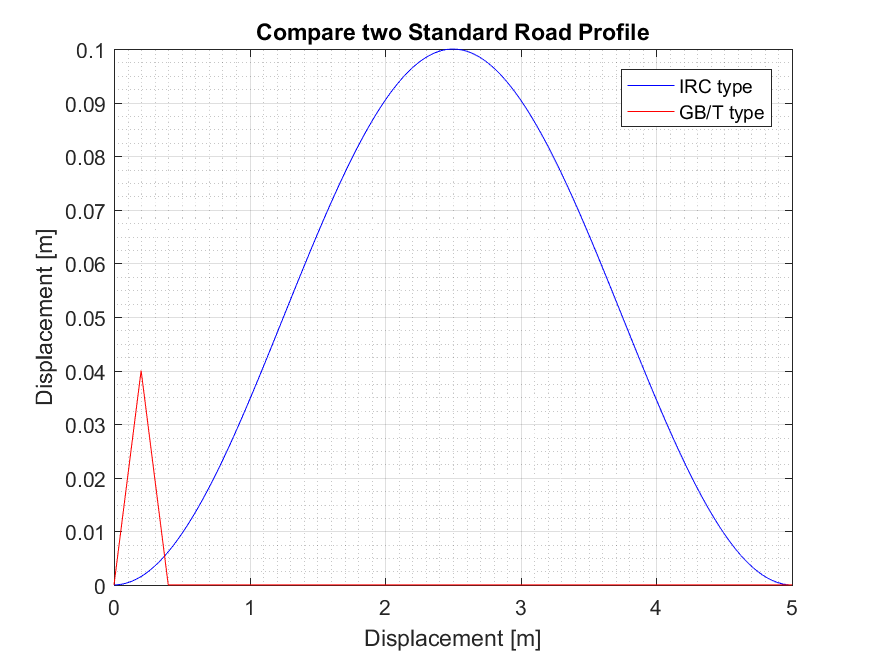 Compare two Standard Road Profile
0.1
0.09
0.08
0.07
0.06
0.05
0.04
0.03
0.02
0.01
0
Displacement [m]
IRC type
GB/T type
0 1 2 3 4 5
Displacement [m]